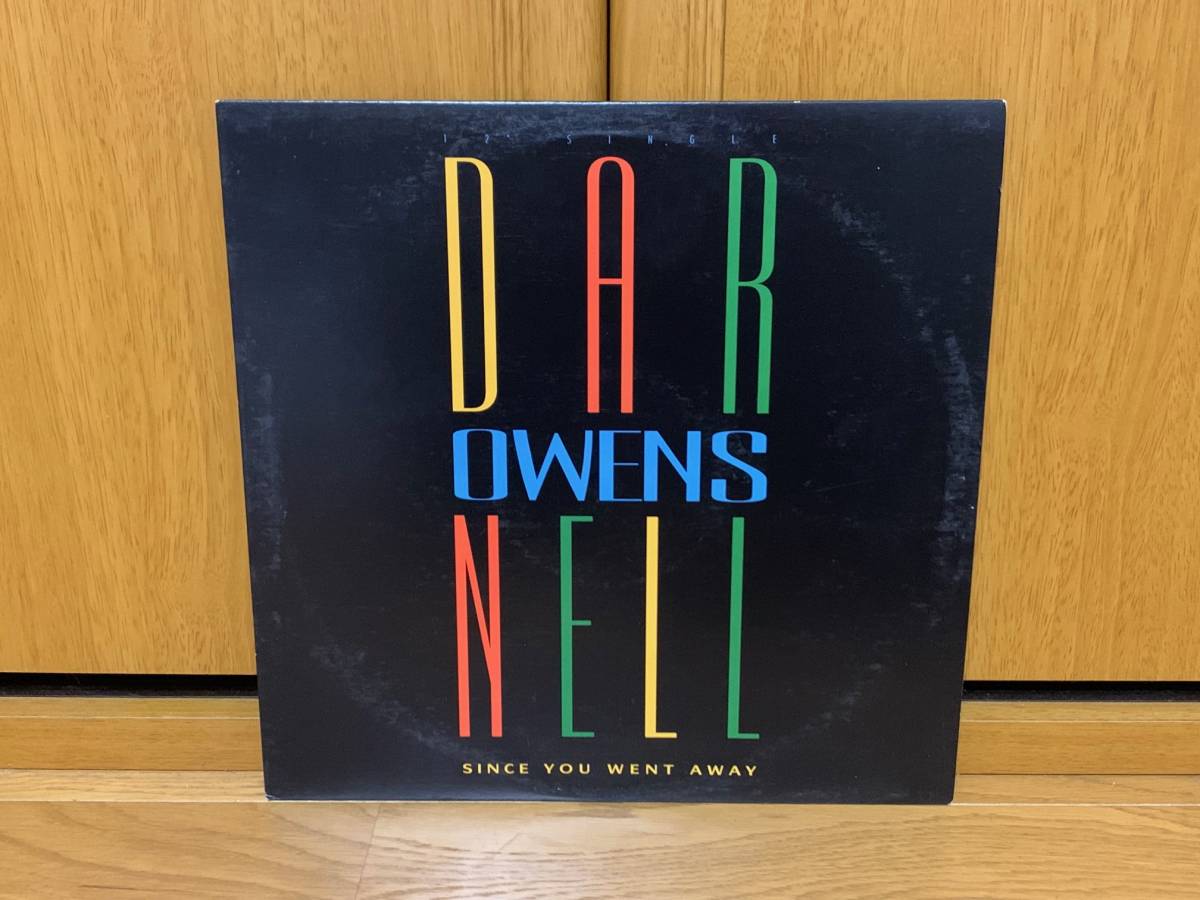 12" SINGLE
DAR
OWENS
NELL
SINCE YOU WENT AWAY